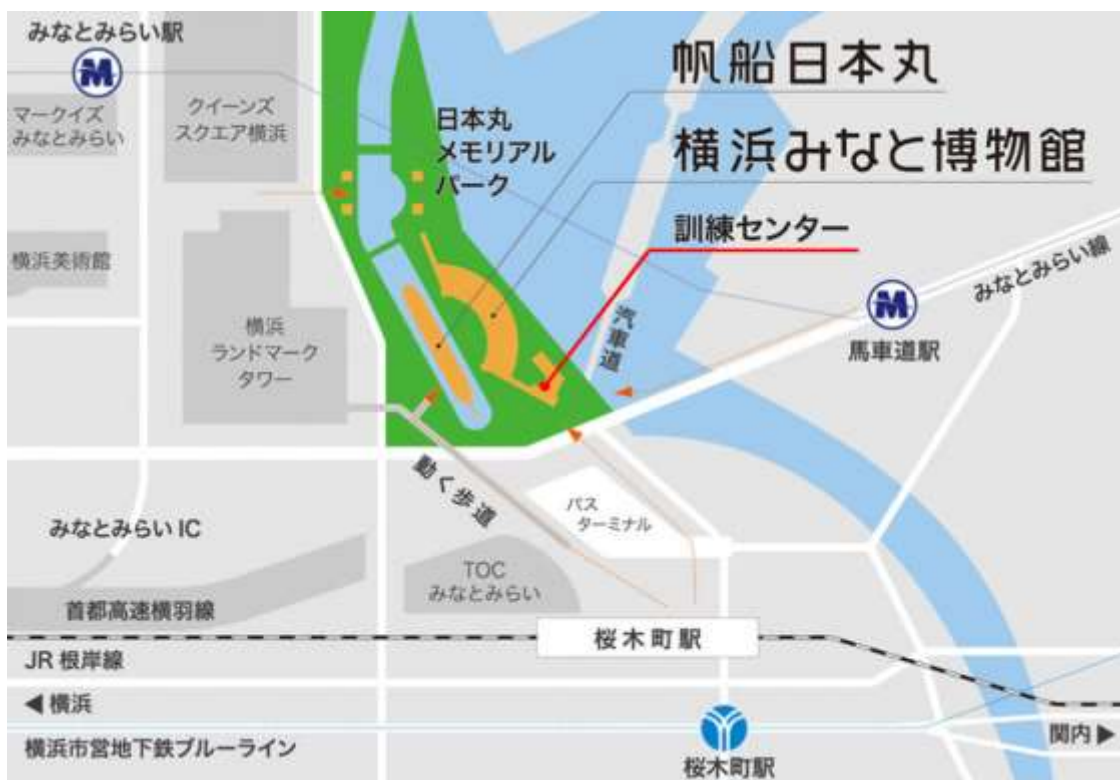 みなとみらい駅
M
マークイズ
みなとみらい
クイーンズ
スクエア横浜
日本丸
メモリアル
パーク
帆船日本丸
横浜みなと博物館
訓練センター
横浜美術館
横浜
ランドマーク
タワー
汽車道
M
馬車道駅
みなとみらい線
動く歩道
バス
ターミナル
みなとみらい IC
TOC
みなとみらい
首都高速横羽線
桜木町駅
JR 根岸線
◀ 横浜
関内 ▶
横浜市営地下鉄ブルーライン
桜木町駅